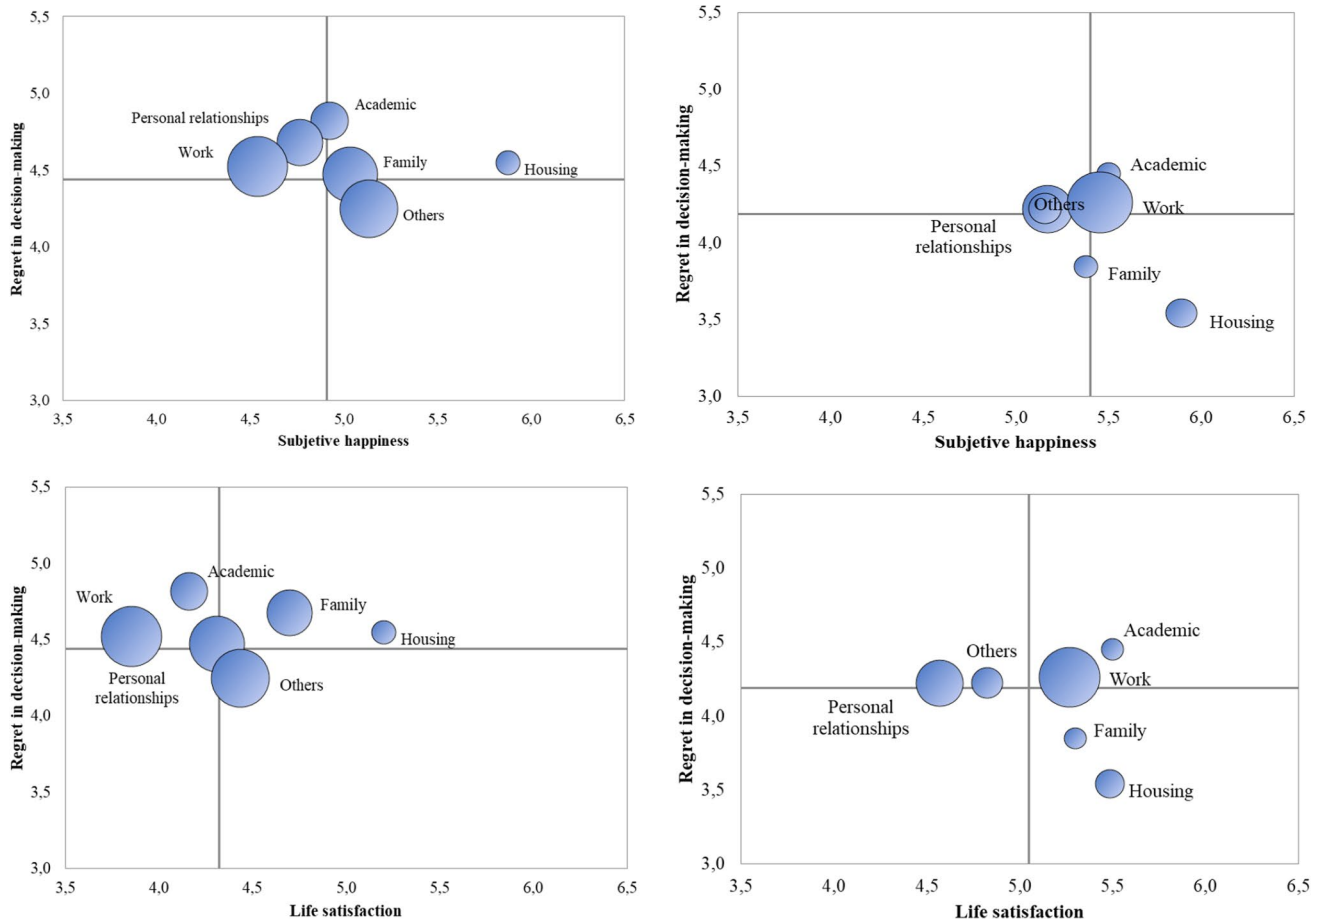 5,5
5,0
4,5
4,0
3,5
3,0
Regret in decision-making
Academic
Personal relationships
Work
Family
Housing
Others
3,5 4,0 4,5 5,0 5,5 6,0 6,5
Subjetive happiness
5,5
5,0
4,5
4,0
3,5
3,0
Regret in decision-making
Academic
Others
Work
Personal
relationships
Family
Housing
3,5 4,0 4,5 5,0 5,5 6,0 6,5
Subjetive happiness
5,5
5,0
4,5
4,0
3,5
3,0
Regret in decision-making
Academic
Work
Family
Housing
Personal
relationships
Others
3,5 4,0 4,5 5,0 5,5 6,0 6,5
Life satisfaction
5,5
5,0
4,5
4,0
3,5
3,0
Regret in decision-making
Academic
Others
Work
Personal
relationships
Family
Housing
3,5 4,0 4,5 5,0 5,5 6,0 6,5
Life satisfaction